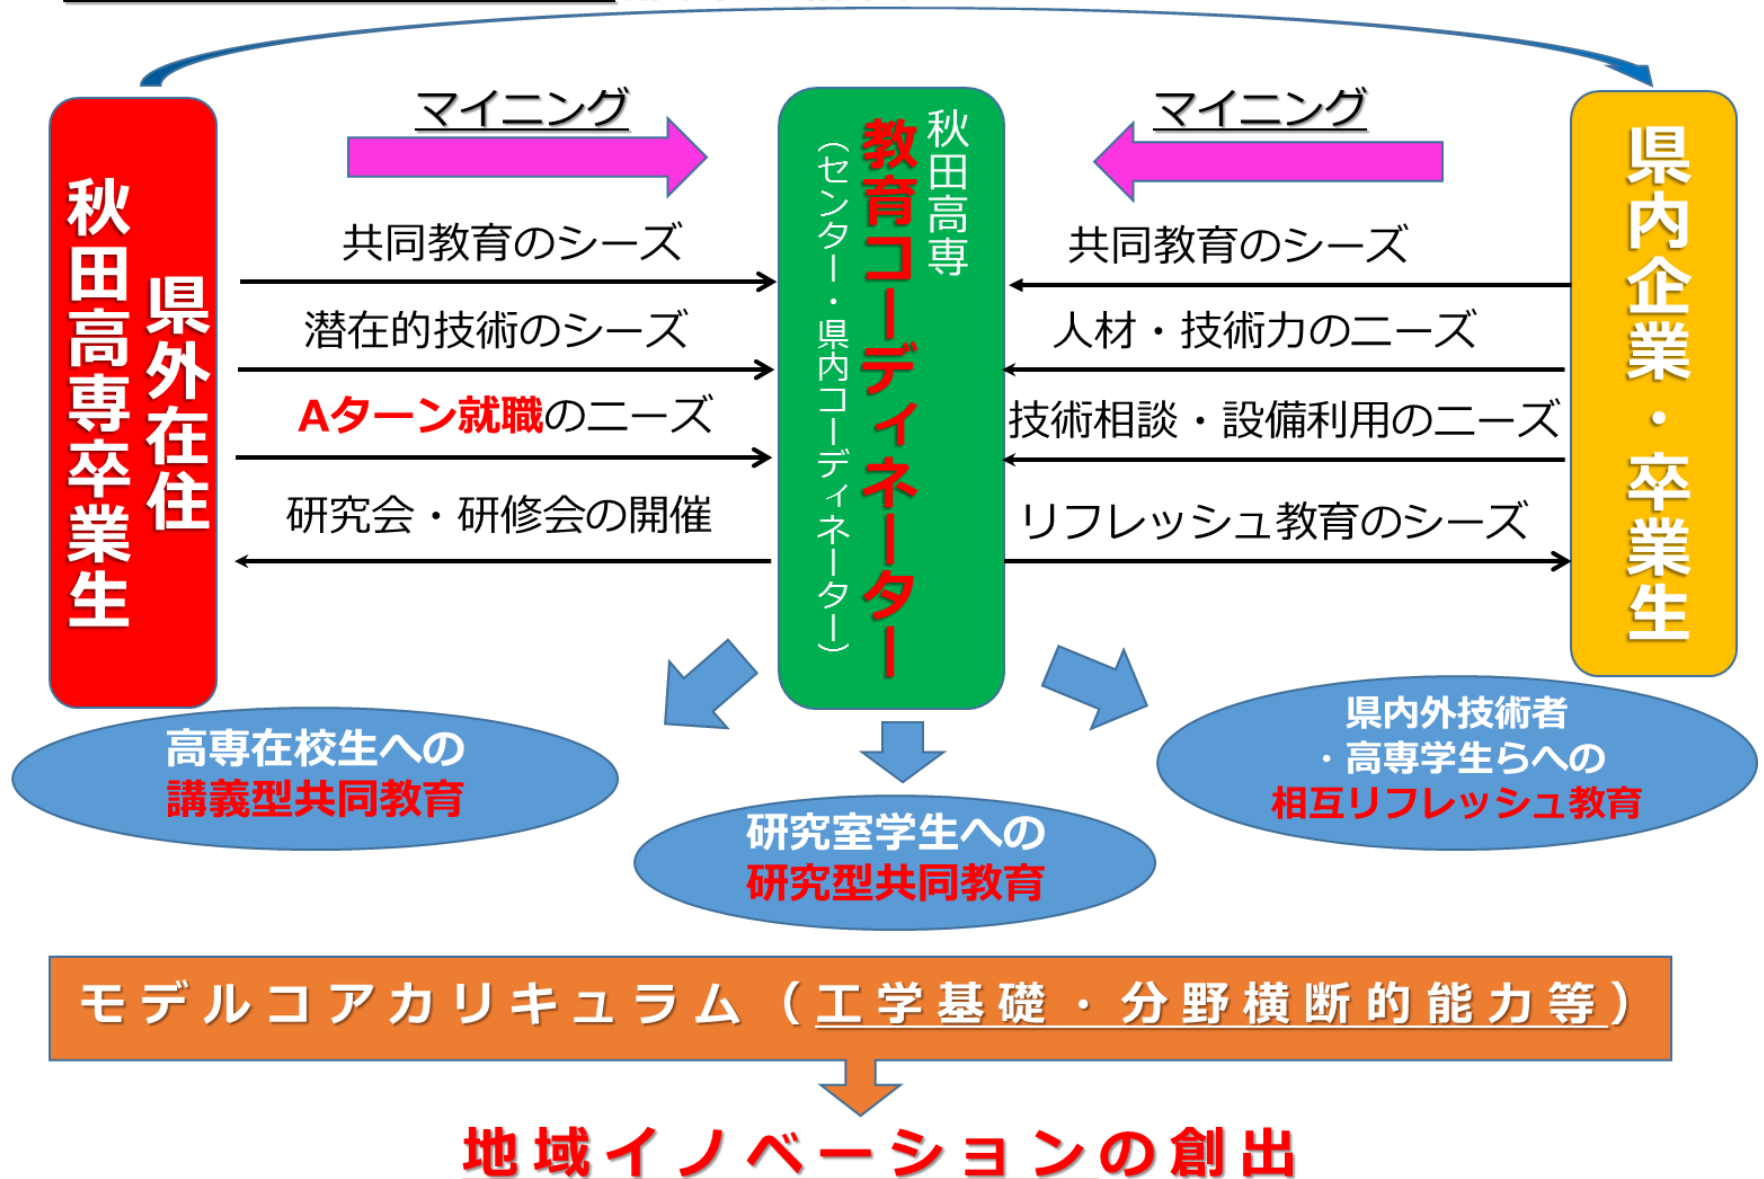 マイニング
マイニング
県外在住
秋田高専卒業生
秋田高専
教育コーディネーター
（センター・県内コーディネーター）
県内企業・卒業生
共同教育のシーズ
潜在的技術のシーズ
Aターン就職のニーズ
研究会・研修会の開催
共同教育のシーズ
人材・技術力のニーズ
技術相談・設備利用のニーズ
リフレッシュ教育のシーズ
高専在校生への
講義型共同教育
研究室学生への
研究型共同教育
県内外技術者
・高専学生らへの
相互リフレッシュ教育
モデルコアカリキュラム（工学基礎・分野横断的能力等）
地域イノベーションの創出